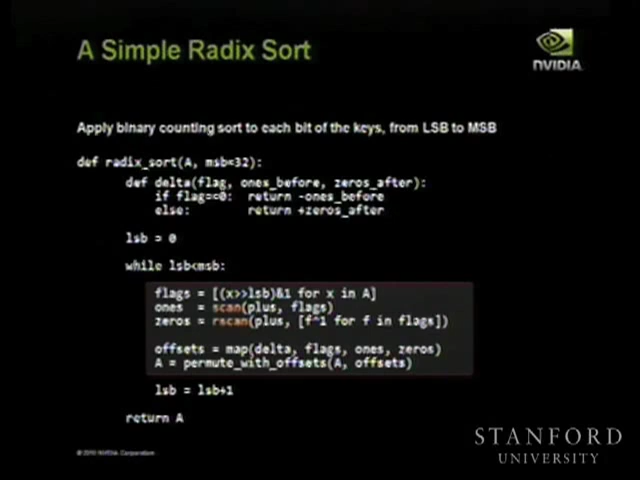 A Simple Radix Sort
NVIDIA
Apply binary counting sort to each bit of the keys, from LSB to MSB
def radix_sort(A, msb=32):
def delta(flag, ones_before, zeros_after):
if flag==0: return -ones_before
else: return +zeros_after
lsb = 0
while lsb<msb:
flags = [(x>>lsb)&1 for x in A]
ones = scan(plus, flags)
zeros = rscan(plus, [f^1 for f in flags])
offsets = map(delta, flags, ones, zeros)
A = permute_with_offsets(A, offsets)
lsb = lsb+1
return A
© 2010 NVIDIA Corporation
STANFORD
UNIVERSITY